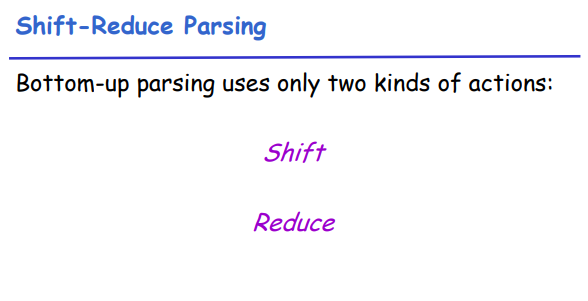 Shift-Reduce Parsing
Bottom-up parsing uses only two kinds of actions:
Shift
Reduce